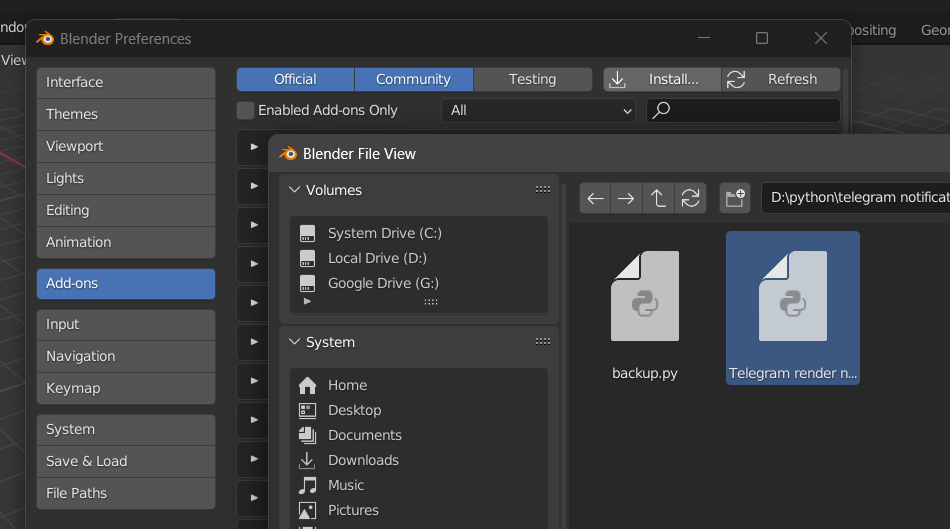 Blender Preferences
positing
Geor
View
Interface
Themes
Viewport
Lights
Editing
Animation
Add-ons
Input
Navigation
Keymap
System
Save & Load
File Paths
Official Community Testing Install... Refresh
Enabled Add-ons Only All
Blender File View
Volumes
System Drive (C:)
Local Drive (D:)
Google Drive (G:)
System
Home
Desktop
Documents
Downloads
Music
Pictures
D:\python\telegram notificat
backup.py
Telegram render n...